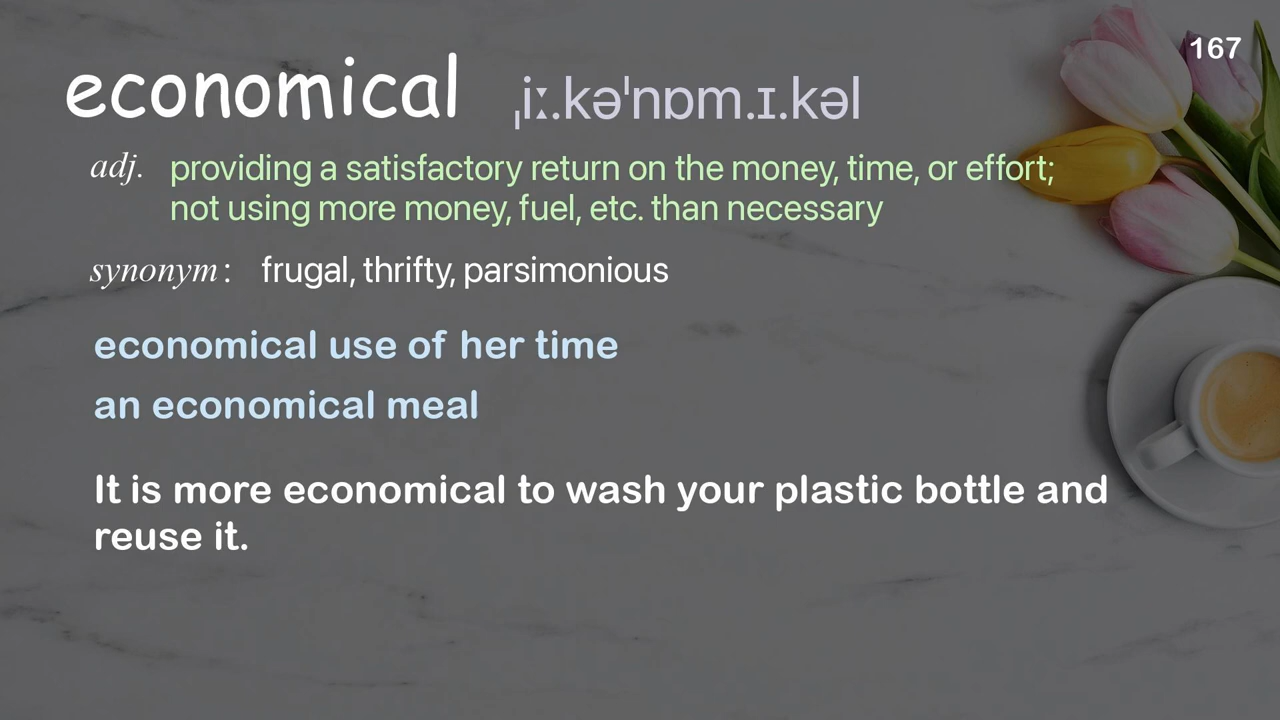 167
economical ˌiː.kəˈnɒm.ɪ.kəl
adj. providing a satisfactory return on the money, time, or effort;
not using more money, fuel, etc. than necessary
synonym : frugal, thrifty, parsimonious
economical use of her time
an economical meal
It is more economical to wash your plastic bottle and
reuse it.